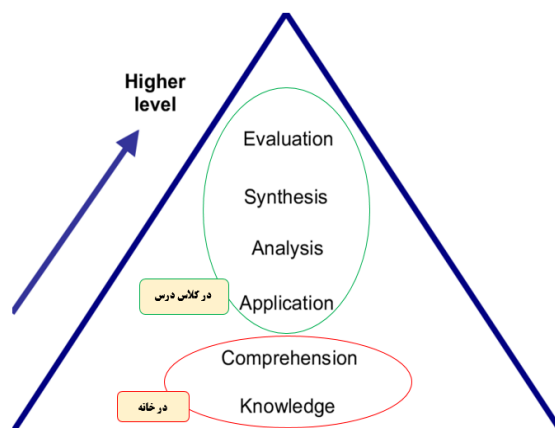 Higher
level
Evaluation
Synthesis
Analysis
در کلاس درس
Application
Comprehension
در خانه
Knowledge